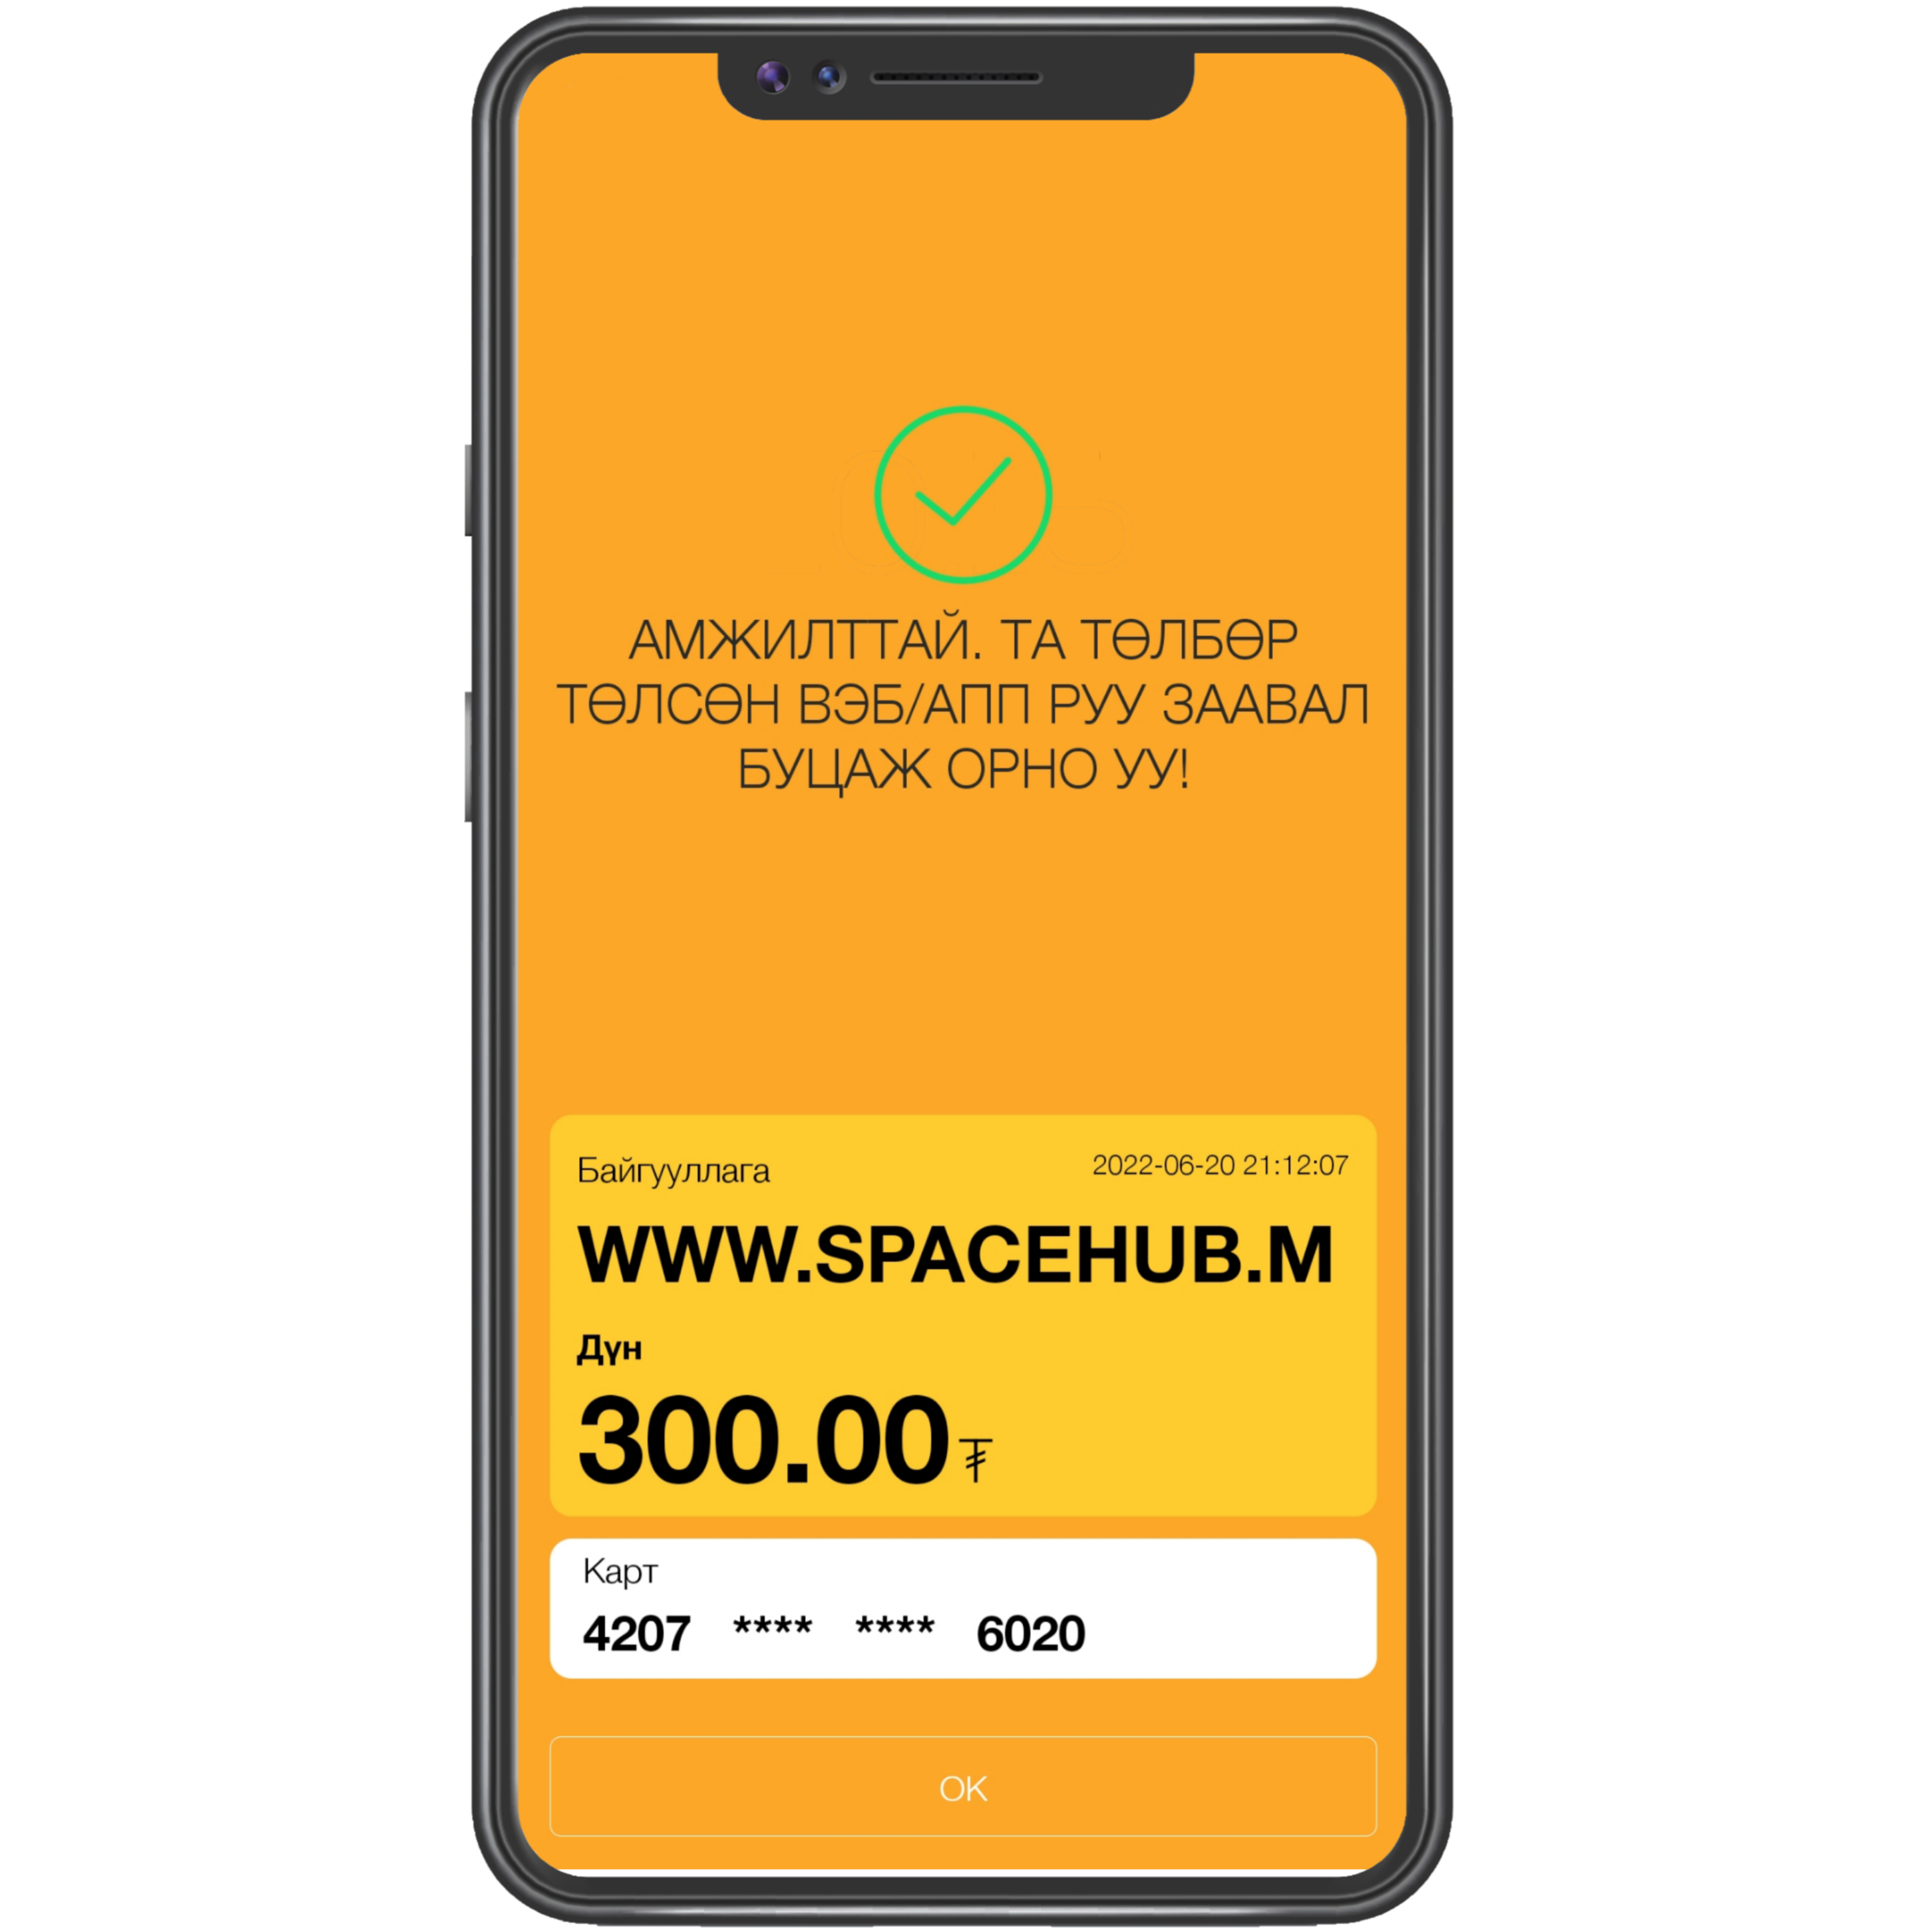 АМЖИЛТТАЙ. ТА ТӨЛБӨР
ТӨЛСӨН ВЭБ/АПП РУУ ЗААВАЛ
БУЦАЖ ОРНО УУ!
Байгууллага 2022-06-20 21:12:07
WWW.SPACEHUB.M
Дүн
300.00₮
Карт
4207 **** **** 6020
OK